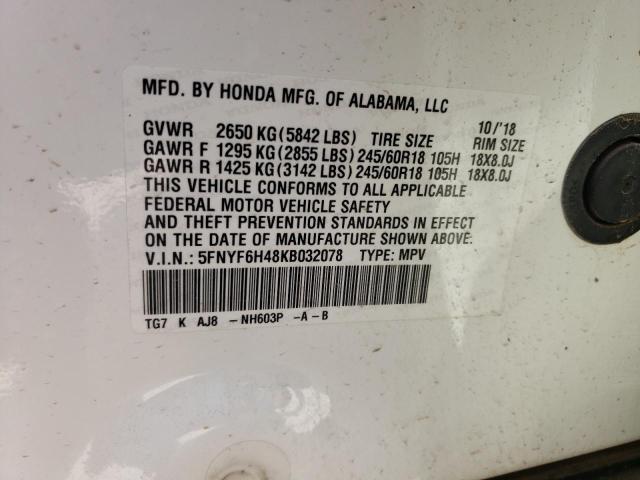 MFD. BY HONDA MFG. OF ALABAMA, LLC
10/'18
GVWR 2650 KG(5842 LBS) TIRE SIZE RIM SIZE
GAWR F 1295 KG(2855 LBS)245/60R18 105H 18X8.0J
GAWR R 1425 KG(3142 LBS)245/60R18 105H 18X8.0J
THIS VEHICLE CONFORMS TO ALL APPLICABLE
FEDERAL MOTOR VEHICLE SAFETY
AND THEFT PREVENTION STANDARDS IN EFFECT
ON THE DATE OF MANUFACTURE SHOWN ABOVE.
V.I.N.: 5FNYF6H48KB032078 TYPE: MPV
TG7 K AJ8 -NH603P -A-B